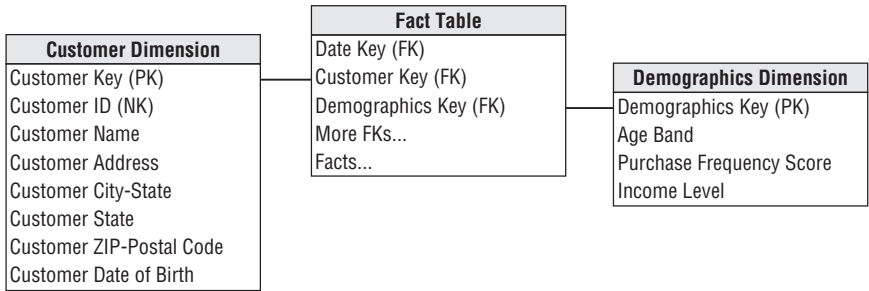 Customer Dimension
Customer Key (PK)
Customer ID (NK)
Customer Name
Customer Address
Customer City-State
Customer State
Customer ZIP-Postal Code
Customer Date of Birth
Fact Table
Date Key (FK)
Customer Key (FK)
Demographics Key (FK)
More FKs...
Facts...
Demographics Dimension
Demographics Key (PK)
Age Band
Purchase Frequency Score
Income Level